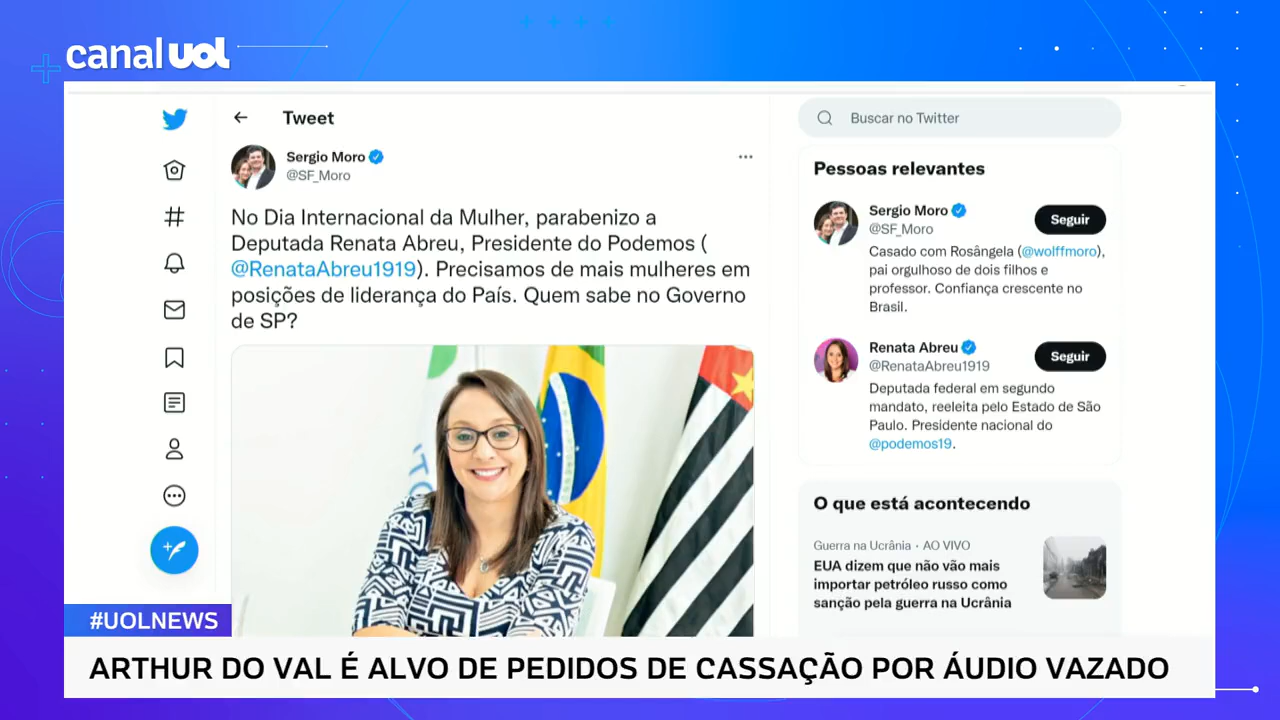 canal UOL
Tweet
Sergio Moro
@SF_Moro
No Dia Internacional da Mulher, parabenizo a
Deputada Renata Abreu, Presidente do Podemos (
@RenataAbreu1919). Precisamos de mais mulheres em
posições de liderança do País. Quem sabe no Governo
de SP?
Buscar no Twitter
Pessoas relevantes
Sergio Moro
@SF_Moro
Seguir
Casado com Rosângela (@wolffmoro),
pai orgulhoso de dois filhos e
professor. Confiança crescente no
Brasil.
Renata Abreu
@RenataAbreu1919
Seguir
Deputada federal em segundo
mandato, reeleita pelo Estado de São
Paulo. Presidente nacional do
@podemos19.
O que está acontecendo
Guerra na Ucrânia · AO VIVO
EUA dizem que não vão mais
importar petróleo russo como
sanção pela guerra na Ucrânia
#UOLNEWS
ARTHUR DO VAL É ALVO DE PEDIDOS DE CASSAÇÃO POR ÁUDIO VAZADO